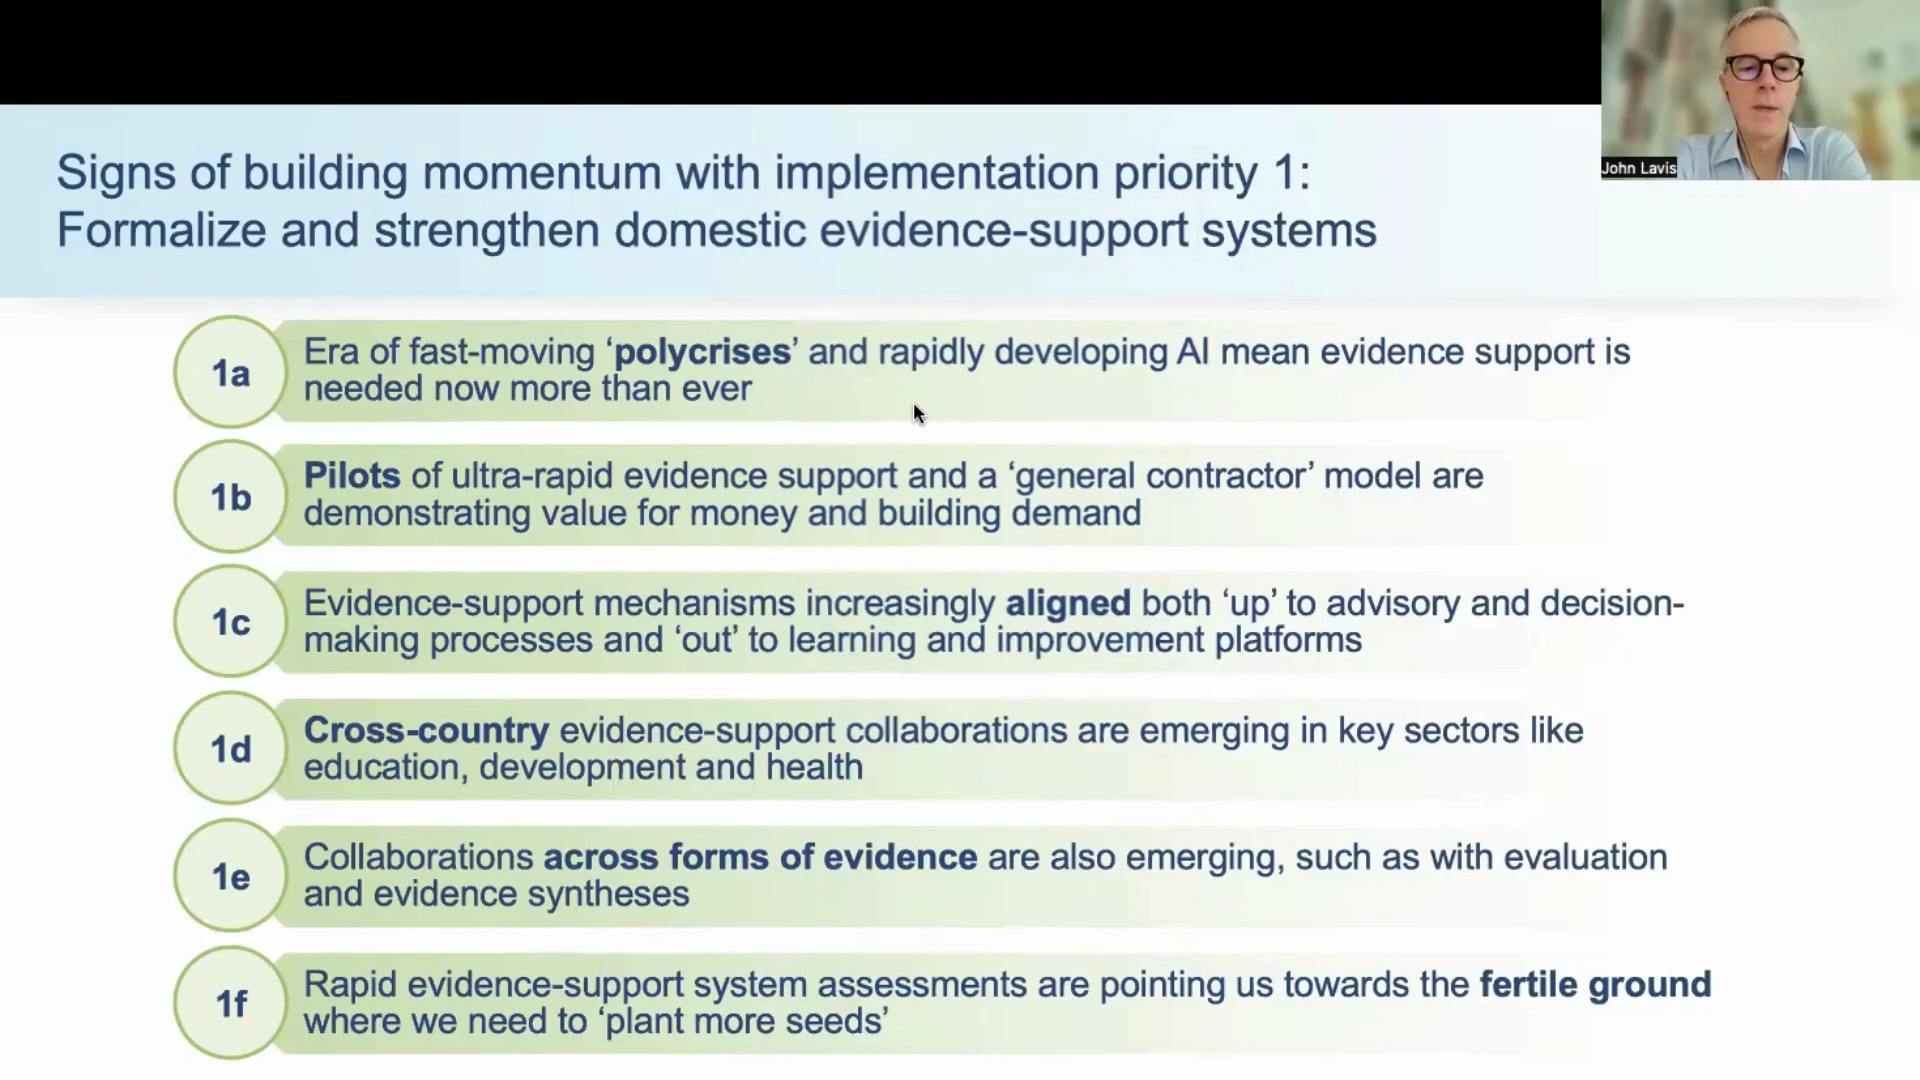 John Lavis
Signs of building momentum with implementation priority 1:
Formalize and strengthen domestic evidence-support systems
1a
Era of fast-moving ‘polycrises’ and rapidly developing AI mean evidence support is
needed now more than ever
1b
Pilots of ultra-rapid evidence support and a ‘general contractor’ model are
demonstrating value for money and building demand
1c
Evidence-support mechanisms increasingly aligned both ‘up’ to advisory and decision-
making processes and ‘out’ to learning and improvement platforms
1d
Cross-country evidence-support collaborations are emerging in key sectors like
education, development and health
1e
Collaborations across forms of evidence are also emerging, such as with evaluation
and evidence syntheses
1f
Rapid evidence-support system assessments are pointing us towards the fertile ground
where we need to ‘plant more seeds’